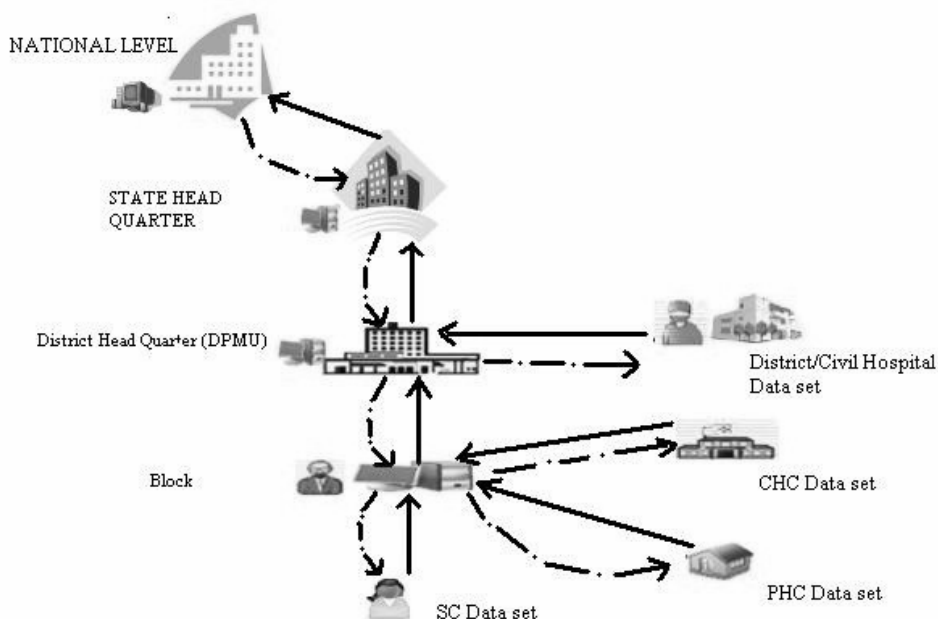 NATIONAL LEVEL
STATE HEAD
QUARTER
District Head Quarter (DPMU)
District/Civil Hospital
Data set
Block
CHC Data set
PHC Data set
SC Data set